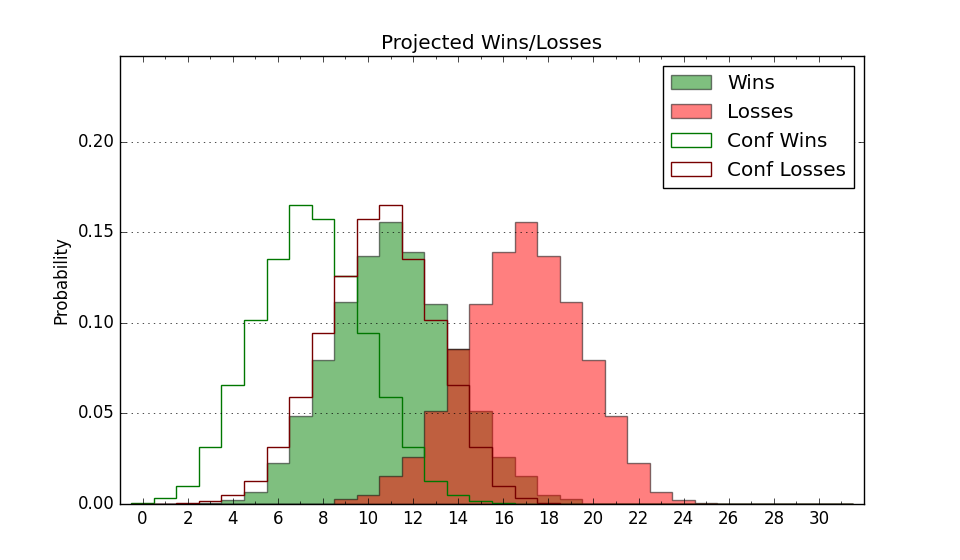 Projected Wins/Losses
Wins
Losses
Conf Wins
Conf Losses
Probability
0.20
0.15
0.10
0.05
0.00
0 2 4 6 8 10 12 14 16 18 20 22 24 26 28 30